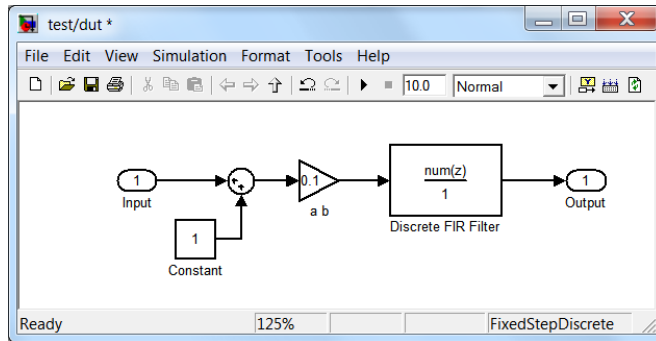 test/dut *
File Edit View Simulation Format Tools Help
10.0 Normal
1
Input
1
Constant
0.1
a b
num(z)
1
Discrete FIR Filter
1
Output
Ready 125% FixedStepDiscrete